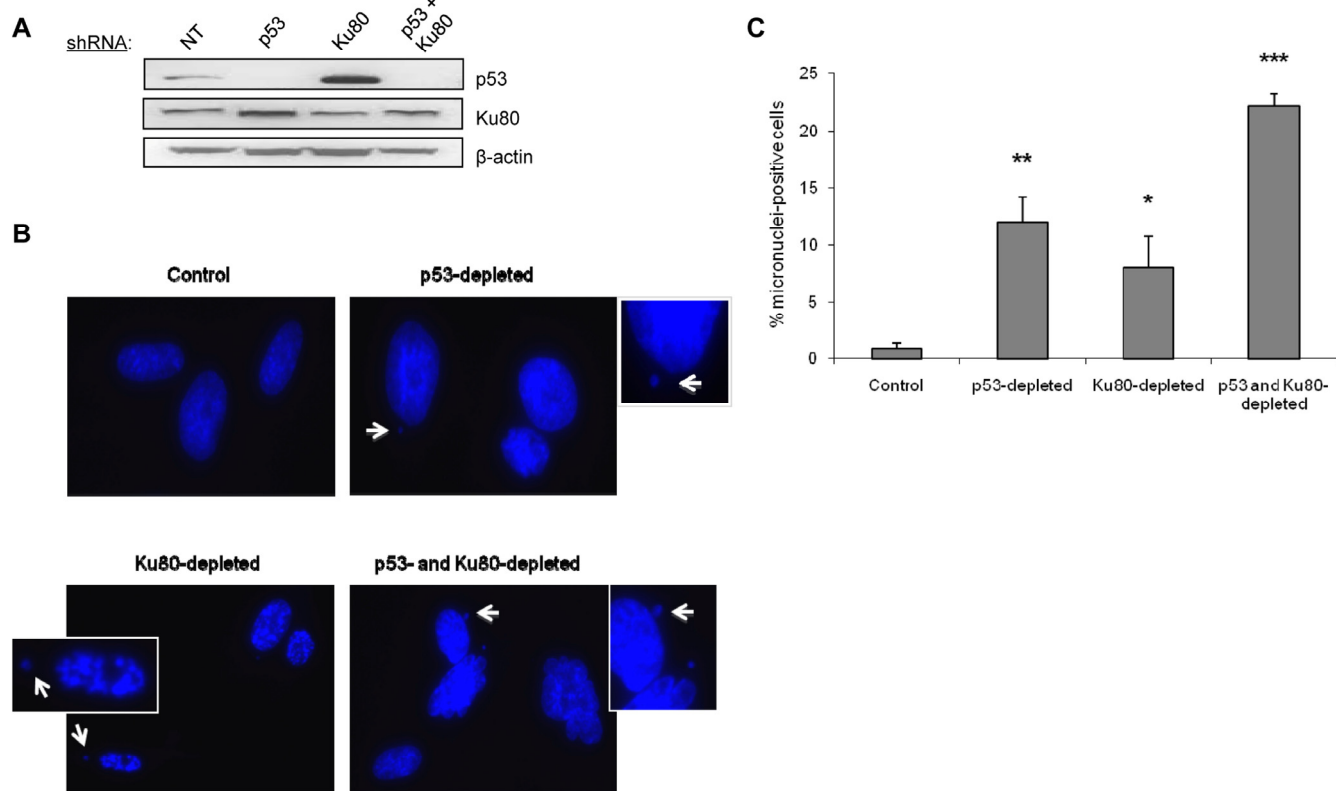 A
shRNA:
NT
p53
Ku80
p53 +
Ku80
p53
Ku80
β-actin
B
Control
p53-depleted
Ku80-depleted
p53- and Ku80-depleted
C
% micronuclei-positive cells
25
20
15
10
5
0
**
*
***
Control
p53-depleted
Ku80-depleted
p53 and Ku80-
depleted